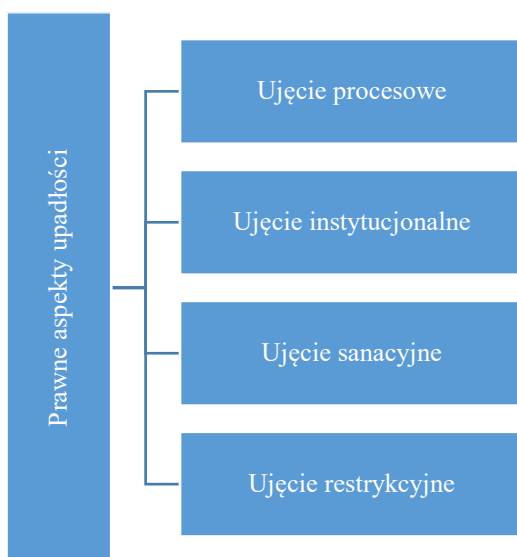 Prawne aspekty upadłości
Ujęcie procesowe
Ujęcie instytucjonalne
Ujęcie sanacyjne
Ujęcie restrykcyjne